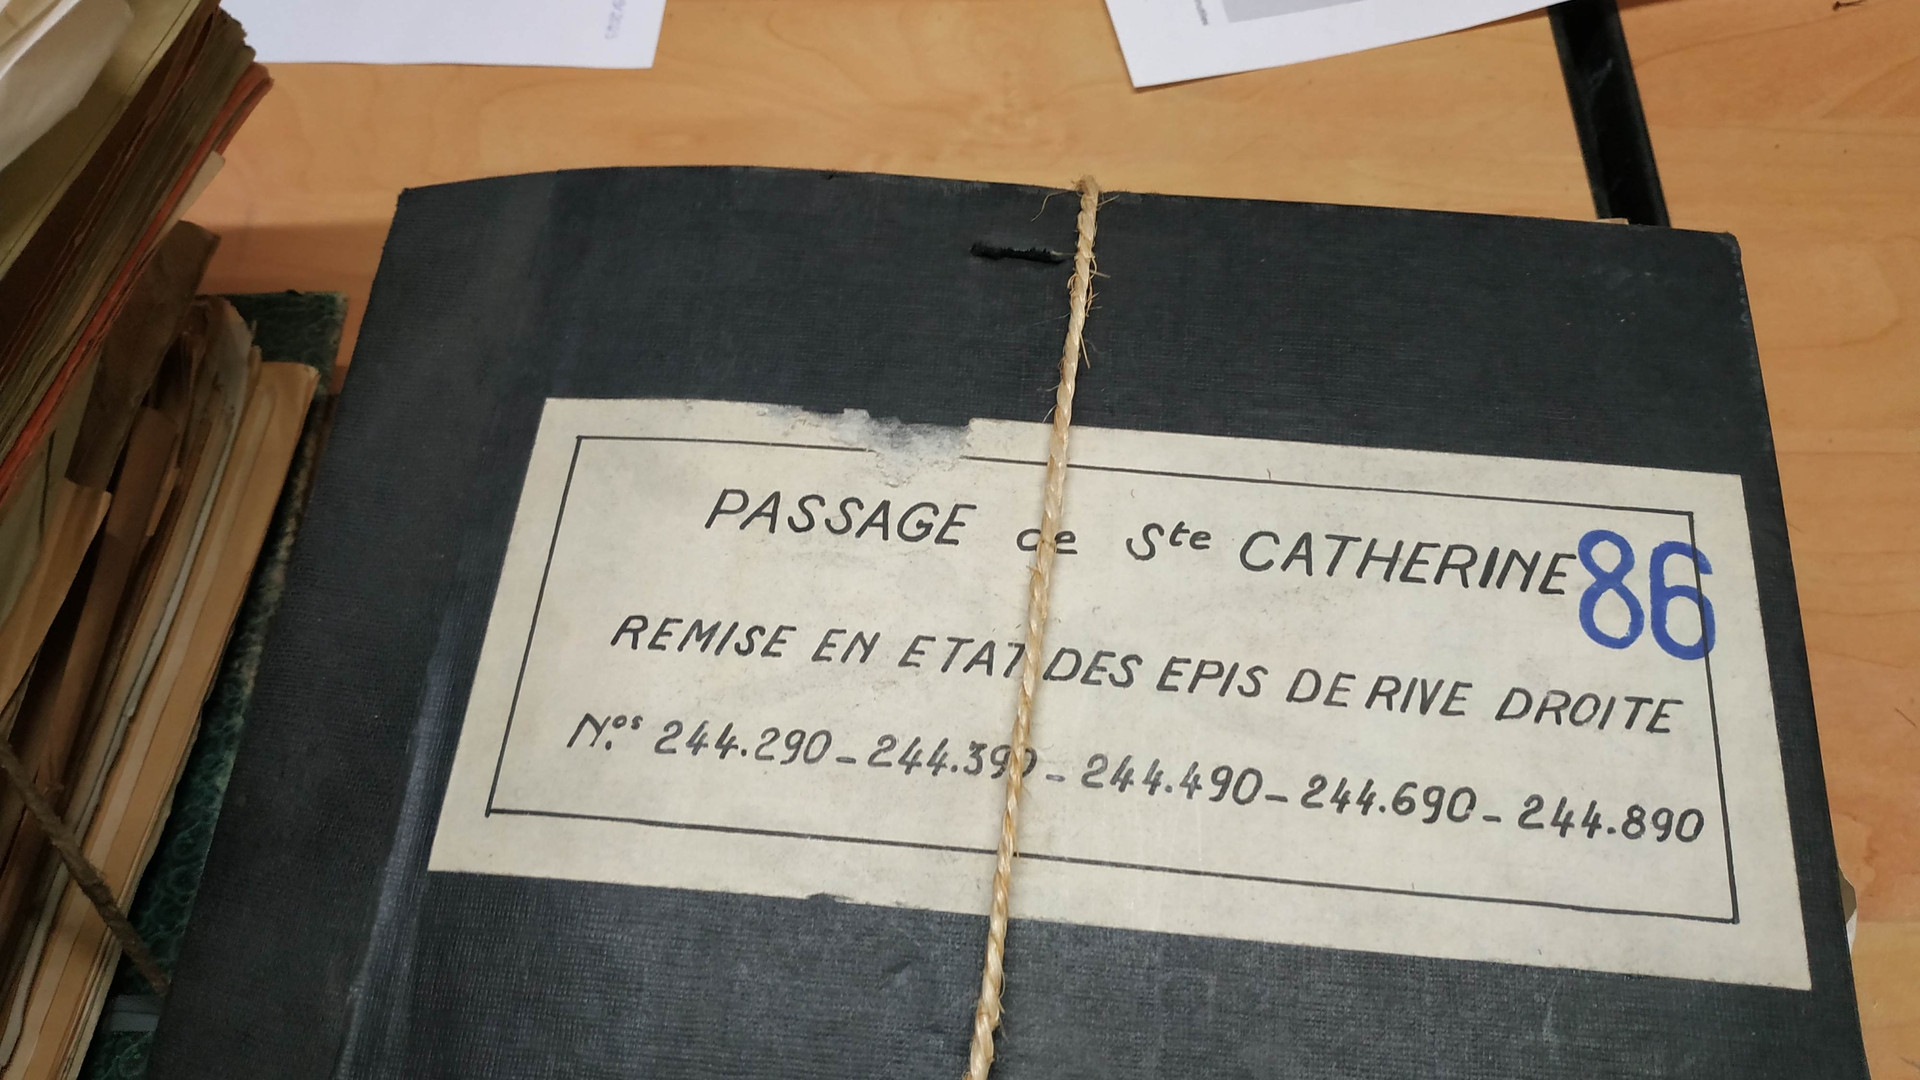 PASSAGE de Ste CATHERINE 86
REMISE EN ETAT DES EPIS DE RIVE DROITE
N.os 244.290 - 244.390 - 244.490 - 244.690 - 244.890